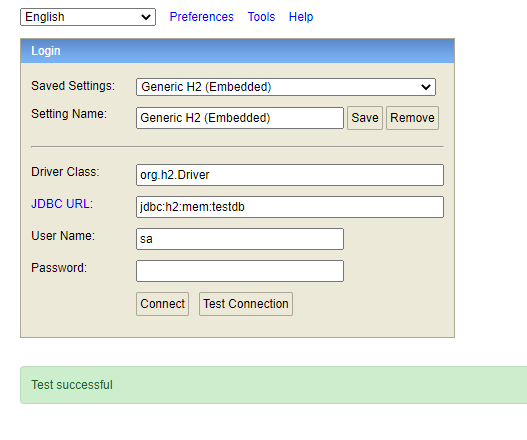 English Preferences Tools Help
Login
Saved Settings: Generic H2 (Embedded)
Setting Name: Generic H2 (Embedded) Save Remove
Driver Class: org.h2.Driver
JDBC URL: jdbc:h2:mem:testdb
User Name: sa
Password:
Connect Test Connection
Test successful